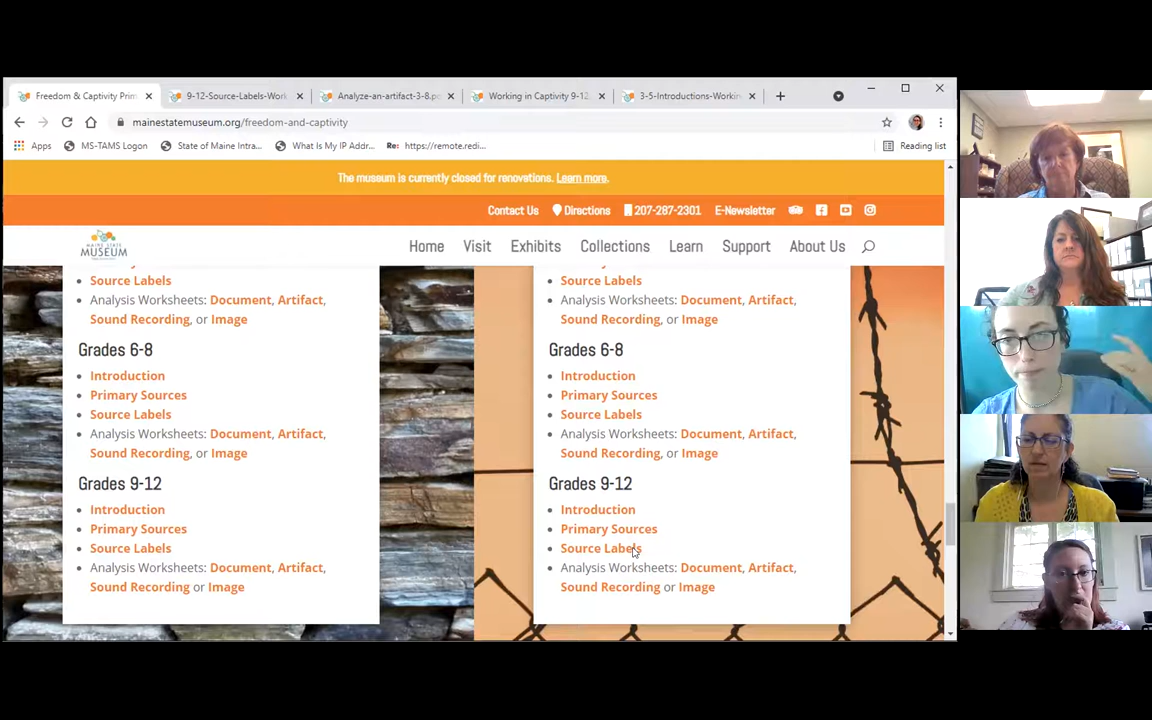 Freedom & Captivity Prim
9-12-Source-Labels-Work
Analyze-an-artifact-3-8.pd
Working in Captivity 9-12
3-5-Introductions-Workin
mainestatemuseum.org/freedom-and-captivity
Apps MS-TAMS Logon State of Maine Intra... What Is My IP Addr... Re: https://remote.redi... Reading list
The museum is currently closed for renovations. Learn more.
Contact Us Directions 207-287-2301 E-Newsletter
MAINE STATE
MUSEUM
Home Visit Exhibits Collections Learn Support About Us
Source Labels
Analysis Worksheets: Document, Artifact,
Sound Recording, or Image
Grades 6-8
Introduction
Primary Sources
Source Labels
Analysis Worksheets: Document, Artifact,
Sound Recording, or Image
Grades 9-12
Introduction
Primary Sources
Source Labels
Analysis Worksheets: Document, Artifact,
Sound Recording or Image
Source Labels
Analysis Worksheets: Document, Artifact,
Sound Recording, or Image
Grades 6-8
Introduction
Primary Sources
Source Labels
Analysis Worksheets: Document, Artifact,
Sound Recording, or Image
Grades 9-12
Introduction
Primary Sources
Source Labels
Analysis Worksheets: Document, Artifact,
Sound Recording or Image